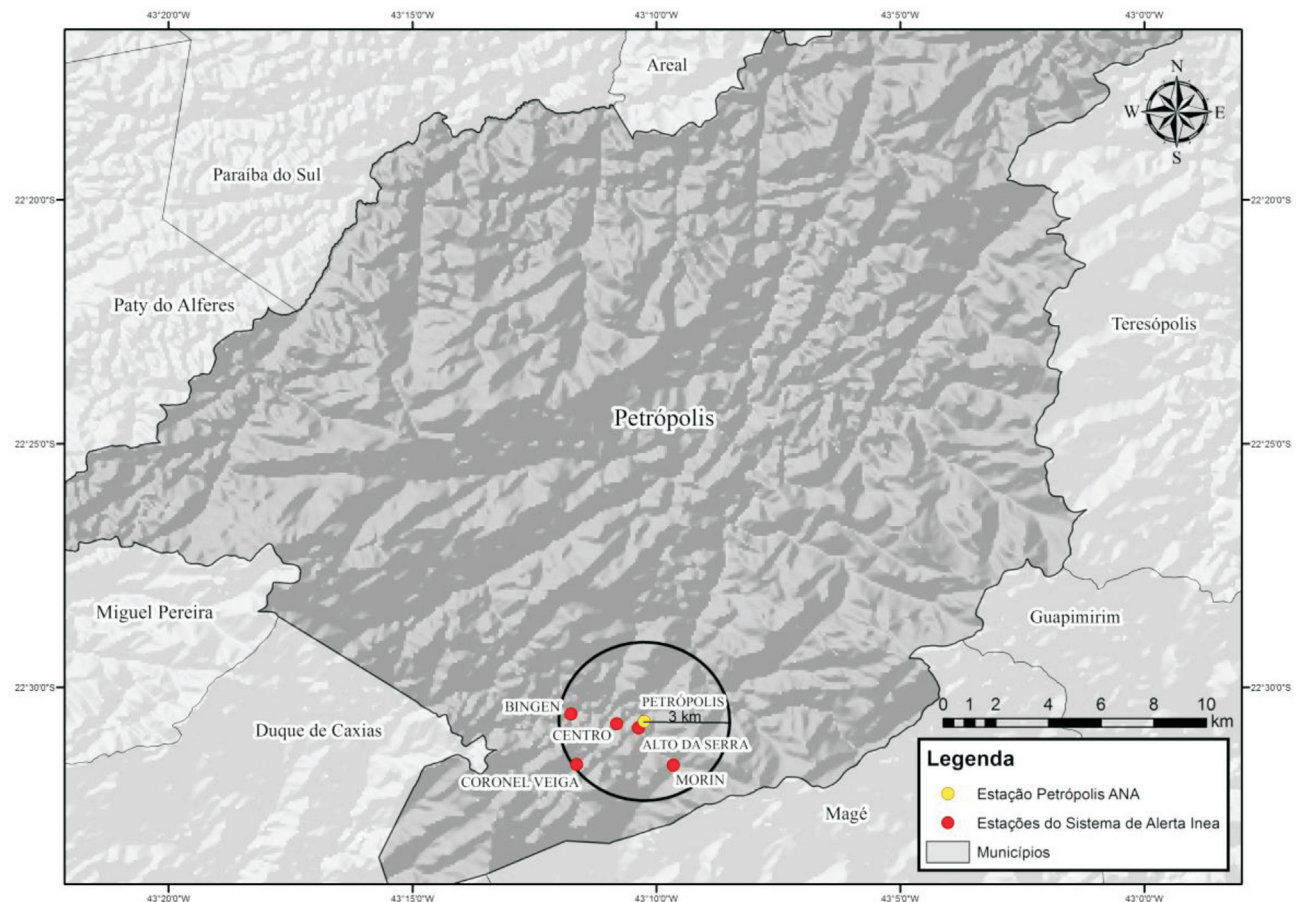 43°20'0"W
43°15'0"W
43°10'0"W
43°5'0"W
43°0'0"W
Areal
N
W
E
S
Paraíba do Sul
22°20'0"S
22°20'0"S
Paty do Alferes
Teresópolis
Petrópolis
22°25'0"S
22°25'0"S
Miguel Pereira
Guapimirim
22°30'0"S
22°30'0"S
BINGEN
PETRÓPOLIS
3 km
CENTRO
ALTO DA SERRA
Duque de Caxias
CORONEL VEIGA
MORIN
Magé
0 1 2 4 6 8 10
km
Legenda
Estação Petrópolis ANA
Estações do Sistema de Alerta Inea
Municípios
43°20'0"W
43°15'0"W
43°10'0"W
43°5'0"W
43°0'0"W